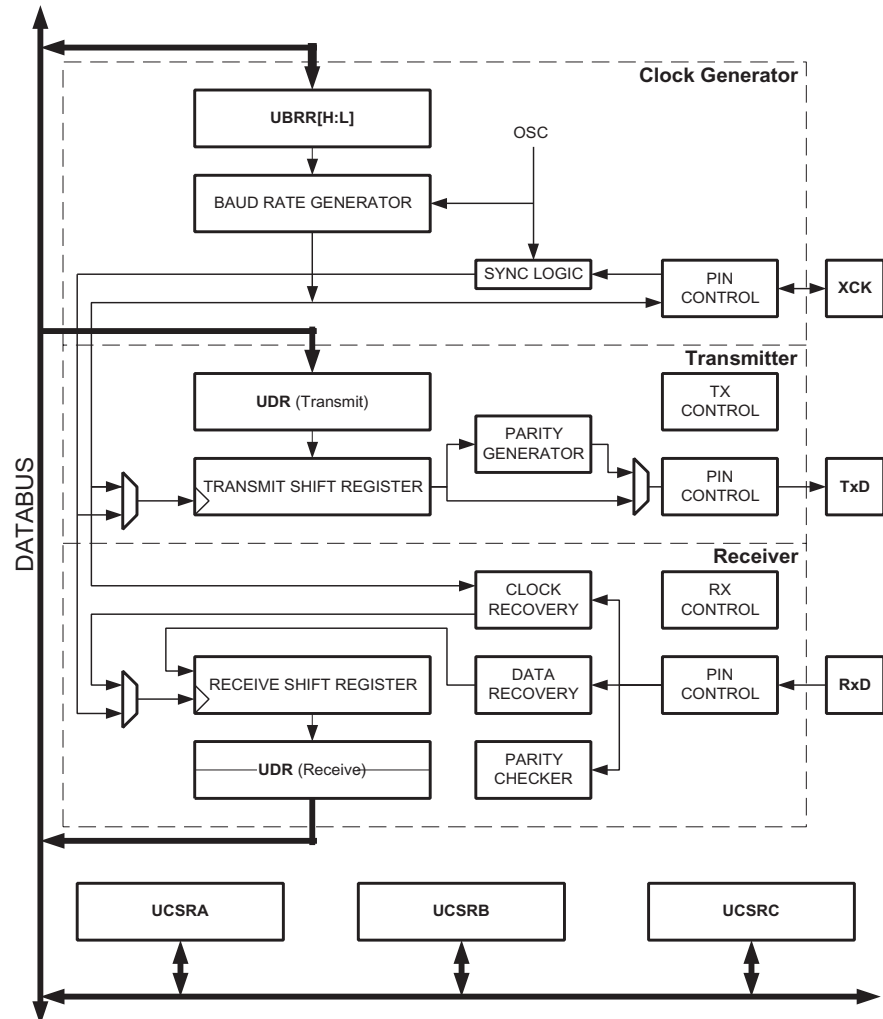 Clock Generator
UBRR[H:L]
OSC
BAUD RATE GENERATOR
SYNC LOGIC
PIN
CONTROL
XCK
Transmitter
UDR (Transmit)
TX
CONTROL
PARITY
GENERATOR
TRANSMIT SHIFT REGISTER
PIN
CONTROL
TxD
DATABUS
Receiver
CLOCK
RECOVERY
RX
CONTROL
RECEIVE SHIFT REGISTER
DATA
RECOVERY
PIN
CONTROL
RxD
UDR (Receive)
PARITY
CHECKER
UCSRA
UCSRB
UCSRC